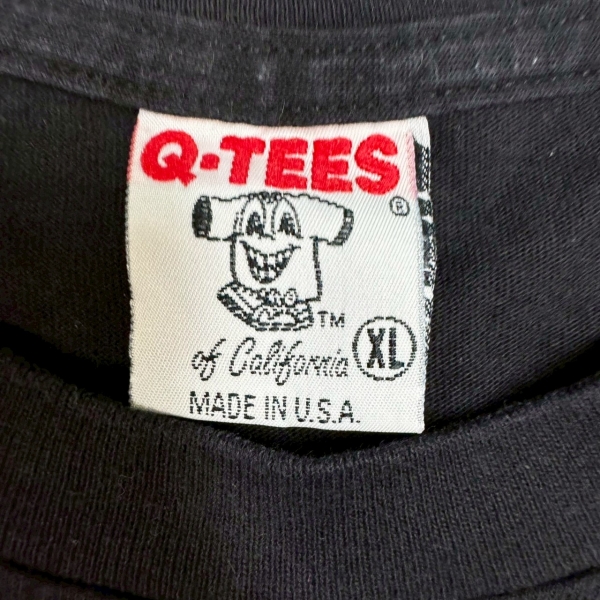 Q-TEES
®
TM
of California XL
MADE IN U.S.A.